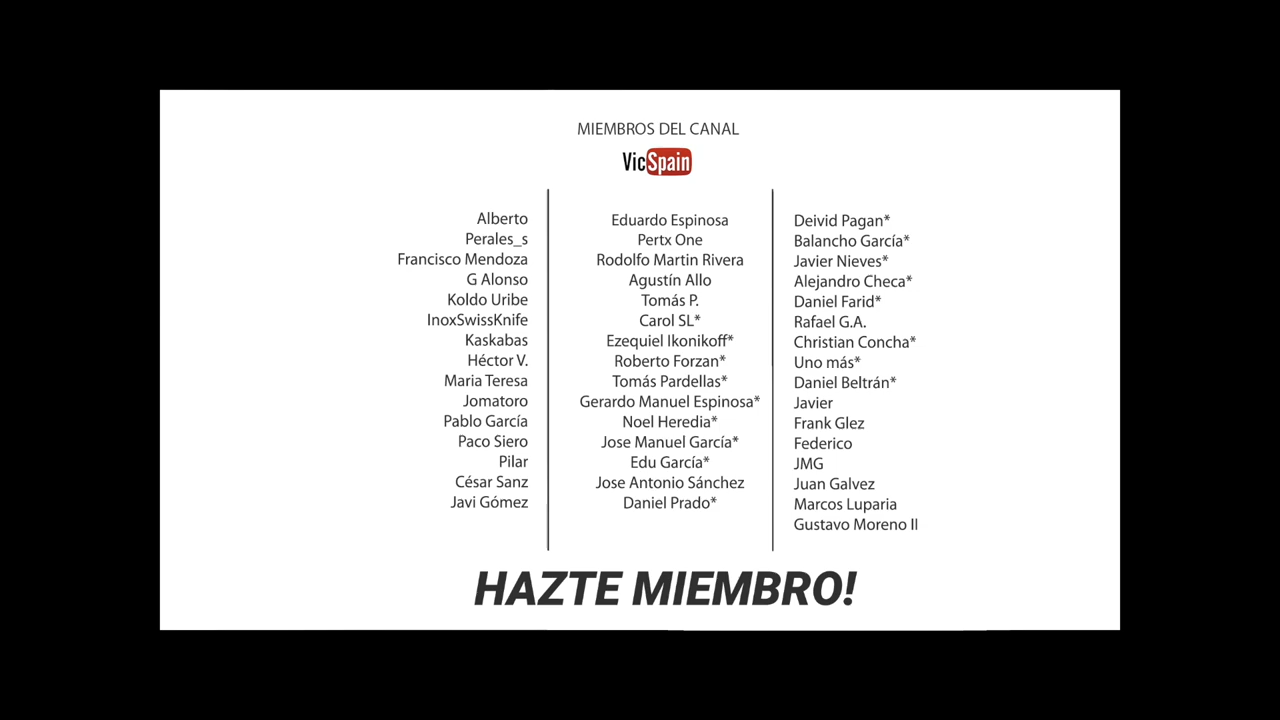 MIEMBROS DEL CANAL
VicSpain
Alberto
Perales_s
Francisco Mendoza
G Alonso
Koldo Uribe
InoxSwissKnife
Kaskabas
Héctor V.
Maria Teresa
Jomatoro
Pablo García
Paco Siero
Pilar
César Sanz
Javi Gómez
Eduardo Espinosa
Pertx One
Rodolfo Martin Rivera
Agustín Allo
Tomás P.
Carol SL*
Ezequiel Ikonikoff*
Roberto Forzan*
Tomás Pardellas*
Gerardo Manuel Espinosa*
Noel Heredia*
Jose Manuel García*
Edu García*
Jose Antonio Sánchez
Daniel Prado*
Deivid Pagan*
Balancho García*
Javier Nieves*
Alejandro Checa*
Daniel Farid*
Rafael G.A.
Christian Concha*
Uno más*
Daniel Beltrán*
Javier
Frank Glez
Federico
JMG
Juan Galvez
Marcos Luparia
Gustavo Moreno II
HAZTE MIEMBRO!